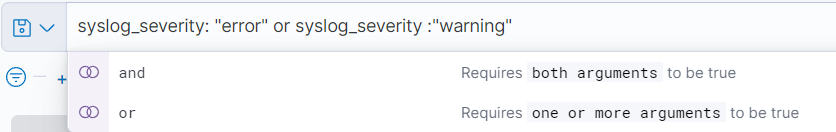 syslog_severity: "error" or syslog_severity :"warning"
and Requires both arguments to be true
or Requires one or more arguments to be true